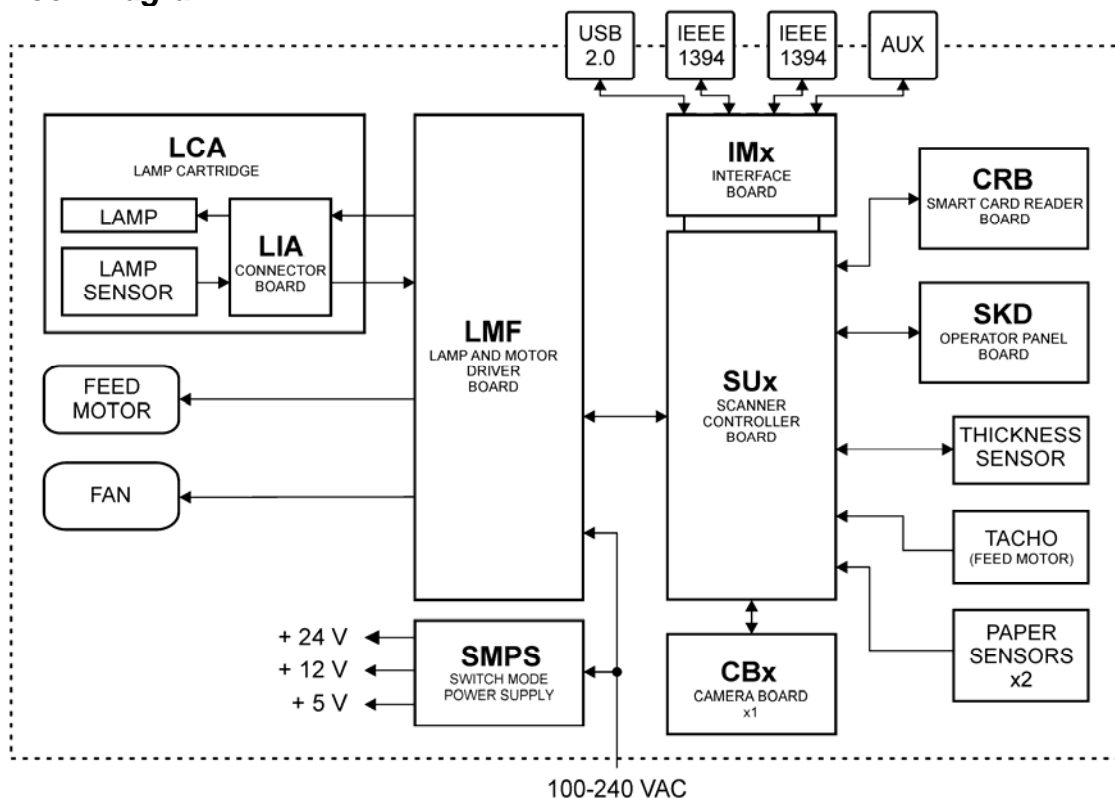 USB
2.0
IEEE
1394
IEEE
1394
AUX
LCA
LAMP CARTRIDGE
LAMP
LAMP
SENSOR
LIA
CONNECTOR
BOARD
FEED
MOTOR
FAN
LMF
LAMP AND MOTOR
DRIVER
BOARD
+ 24 V
+ 12 V
+ 5 V
SMPS
SWITCH MODE
POWER SUPPLY
IMx
INTERFACE
BOARD
SUx
SCANNER
CONTROLLER
BOARD
CBx
CAMERA BOARD
x1
CRB
SMART CARD READER
BOARD
SKD
OPERATOR PANEL
BOARD
THICKNESS
SENSOR
TACHO
(FEED MOTOR)
PAPER
SENSORS
x2
100-240 VAC